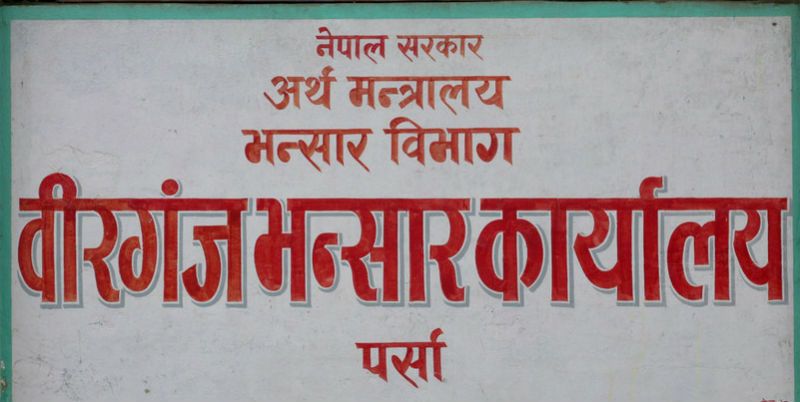 नेपाल सरकार
अर्थ मन्त्रालय
भन्सार विभाग
वीरगंज भन्सार कार्यालय
पर्सा